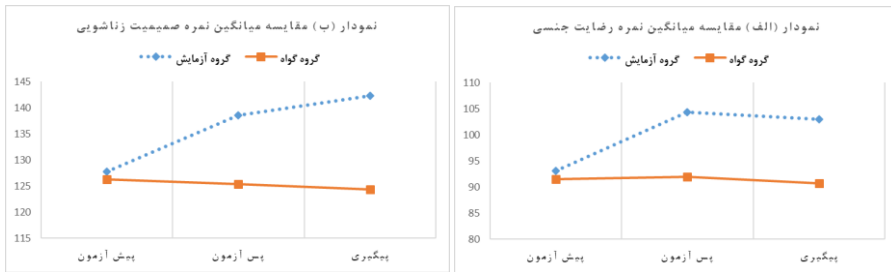 نمودار (الف) مقایسه میانگین نمره رضایت جنسی
گروه آزمایش گروه گواه
110
105
100
95
90
85
80
پیش آزمون پس آزمون پیگیری
نمودار (ب) مقایسه میانگین نمره صمیمیت زناشویی
گروه آزمایش گروه گواه
145
140
135
130
125
120
115
پیش آزمون پس آزمون پیگیری